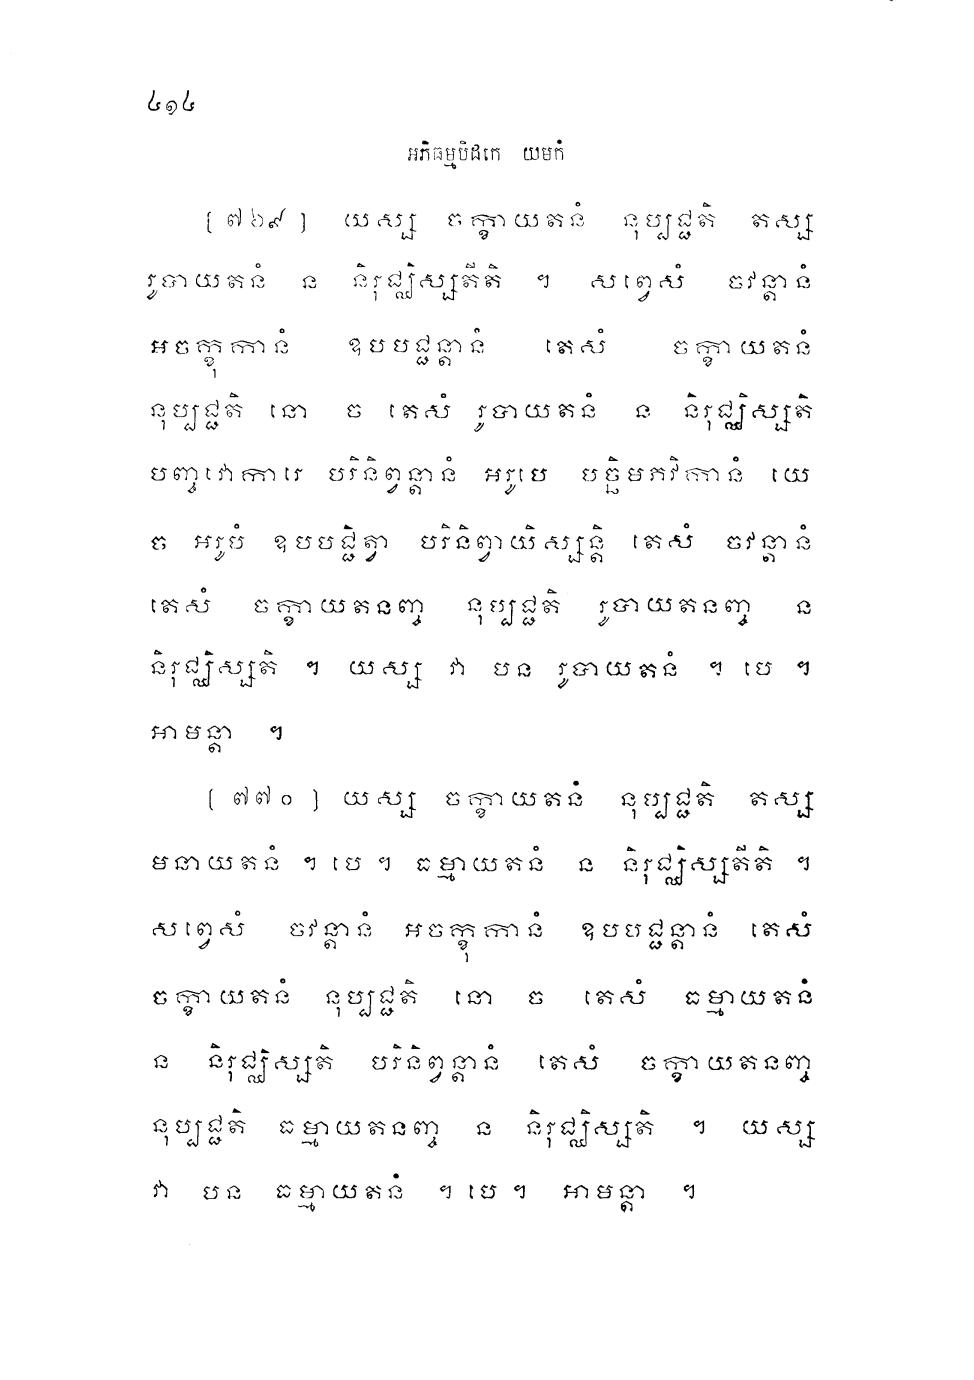 ៤១៤
អភិធម្មបិដកេ យមកំ
[ ៧៦៩ ] យស្ស ចក្ខាយតនំ នុប្បជ្ជតិ តស្ស
រូបាយតនំ ន និរុជ្ឈិស្សតីតិ ។ សព្វេសំ ចវន្តានំ
អចក្ខុកានំ ឧបបជ្ជន្តានំ តេសំ ចក្ខាយតនំ
នុប្បជ្ជតិ នោ ច តេសំ រូបាយតនំ ន និរុជ្ឈិស្សតិ
បញ្ចវោការេ បរិនិព្វន្តានំ អរូបេ បច្ឆិមភវិកានំ យេ
ច អរូបំ ឧបបជ្ជិត្វា បរិនិព្វាយិស្សន្តិ តេសំ ចវន្តានំ
តេសំ ចក្ខាយតនញ្ច នុប្បជ្ជតិ រូបាយតនញ្ច ន
និរុជ្ឈិស្សតិ ។ យស្ស វា បន រូបាយតនំ ។ បេ ។
អាមន្តា ។
[ ៧៧០ ] យស្ស ចក្ខាយតនំ នុប្បជ្ជតិ តស្ស
មនាយតនំ ។ បេ ។ ធម្មាយតនំ ន និរុជ្ឈិស្សតីតិ ។
សព្វេសំ ចវន្តានំ អចក្ខុកានំ ឧបបជ្ជន្តានំ តេសំ
ចក្ខាយតនំ នុប្បជ្ជតិ នោ ច តេសំ ធម្មាយតនំ
ន និរុជ្ឈិស្សតិ បរិនិព្វន្តានំ តេសំ ចក្ខាយតនញ្ច
នុប្បជ្ជតិ ធម្មាយតនញ្ច ន និរុជ្ឈិស្សតិ ។ យស្ស
វា បន ធម្មាយតនំ ។ បេ ។ អាមន្តា ។